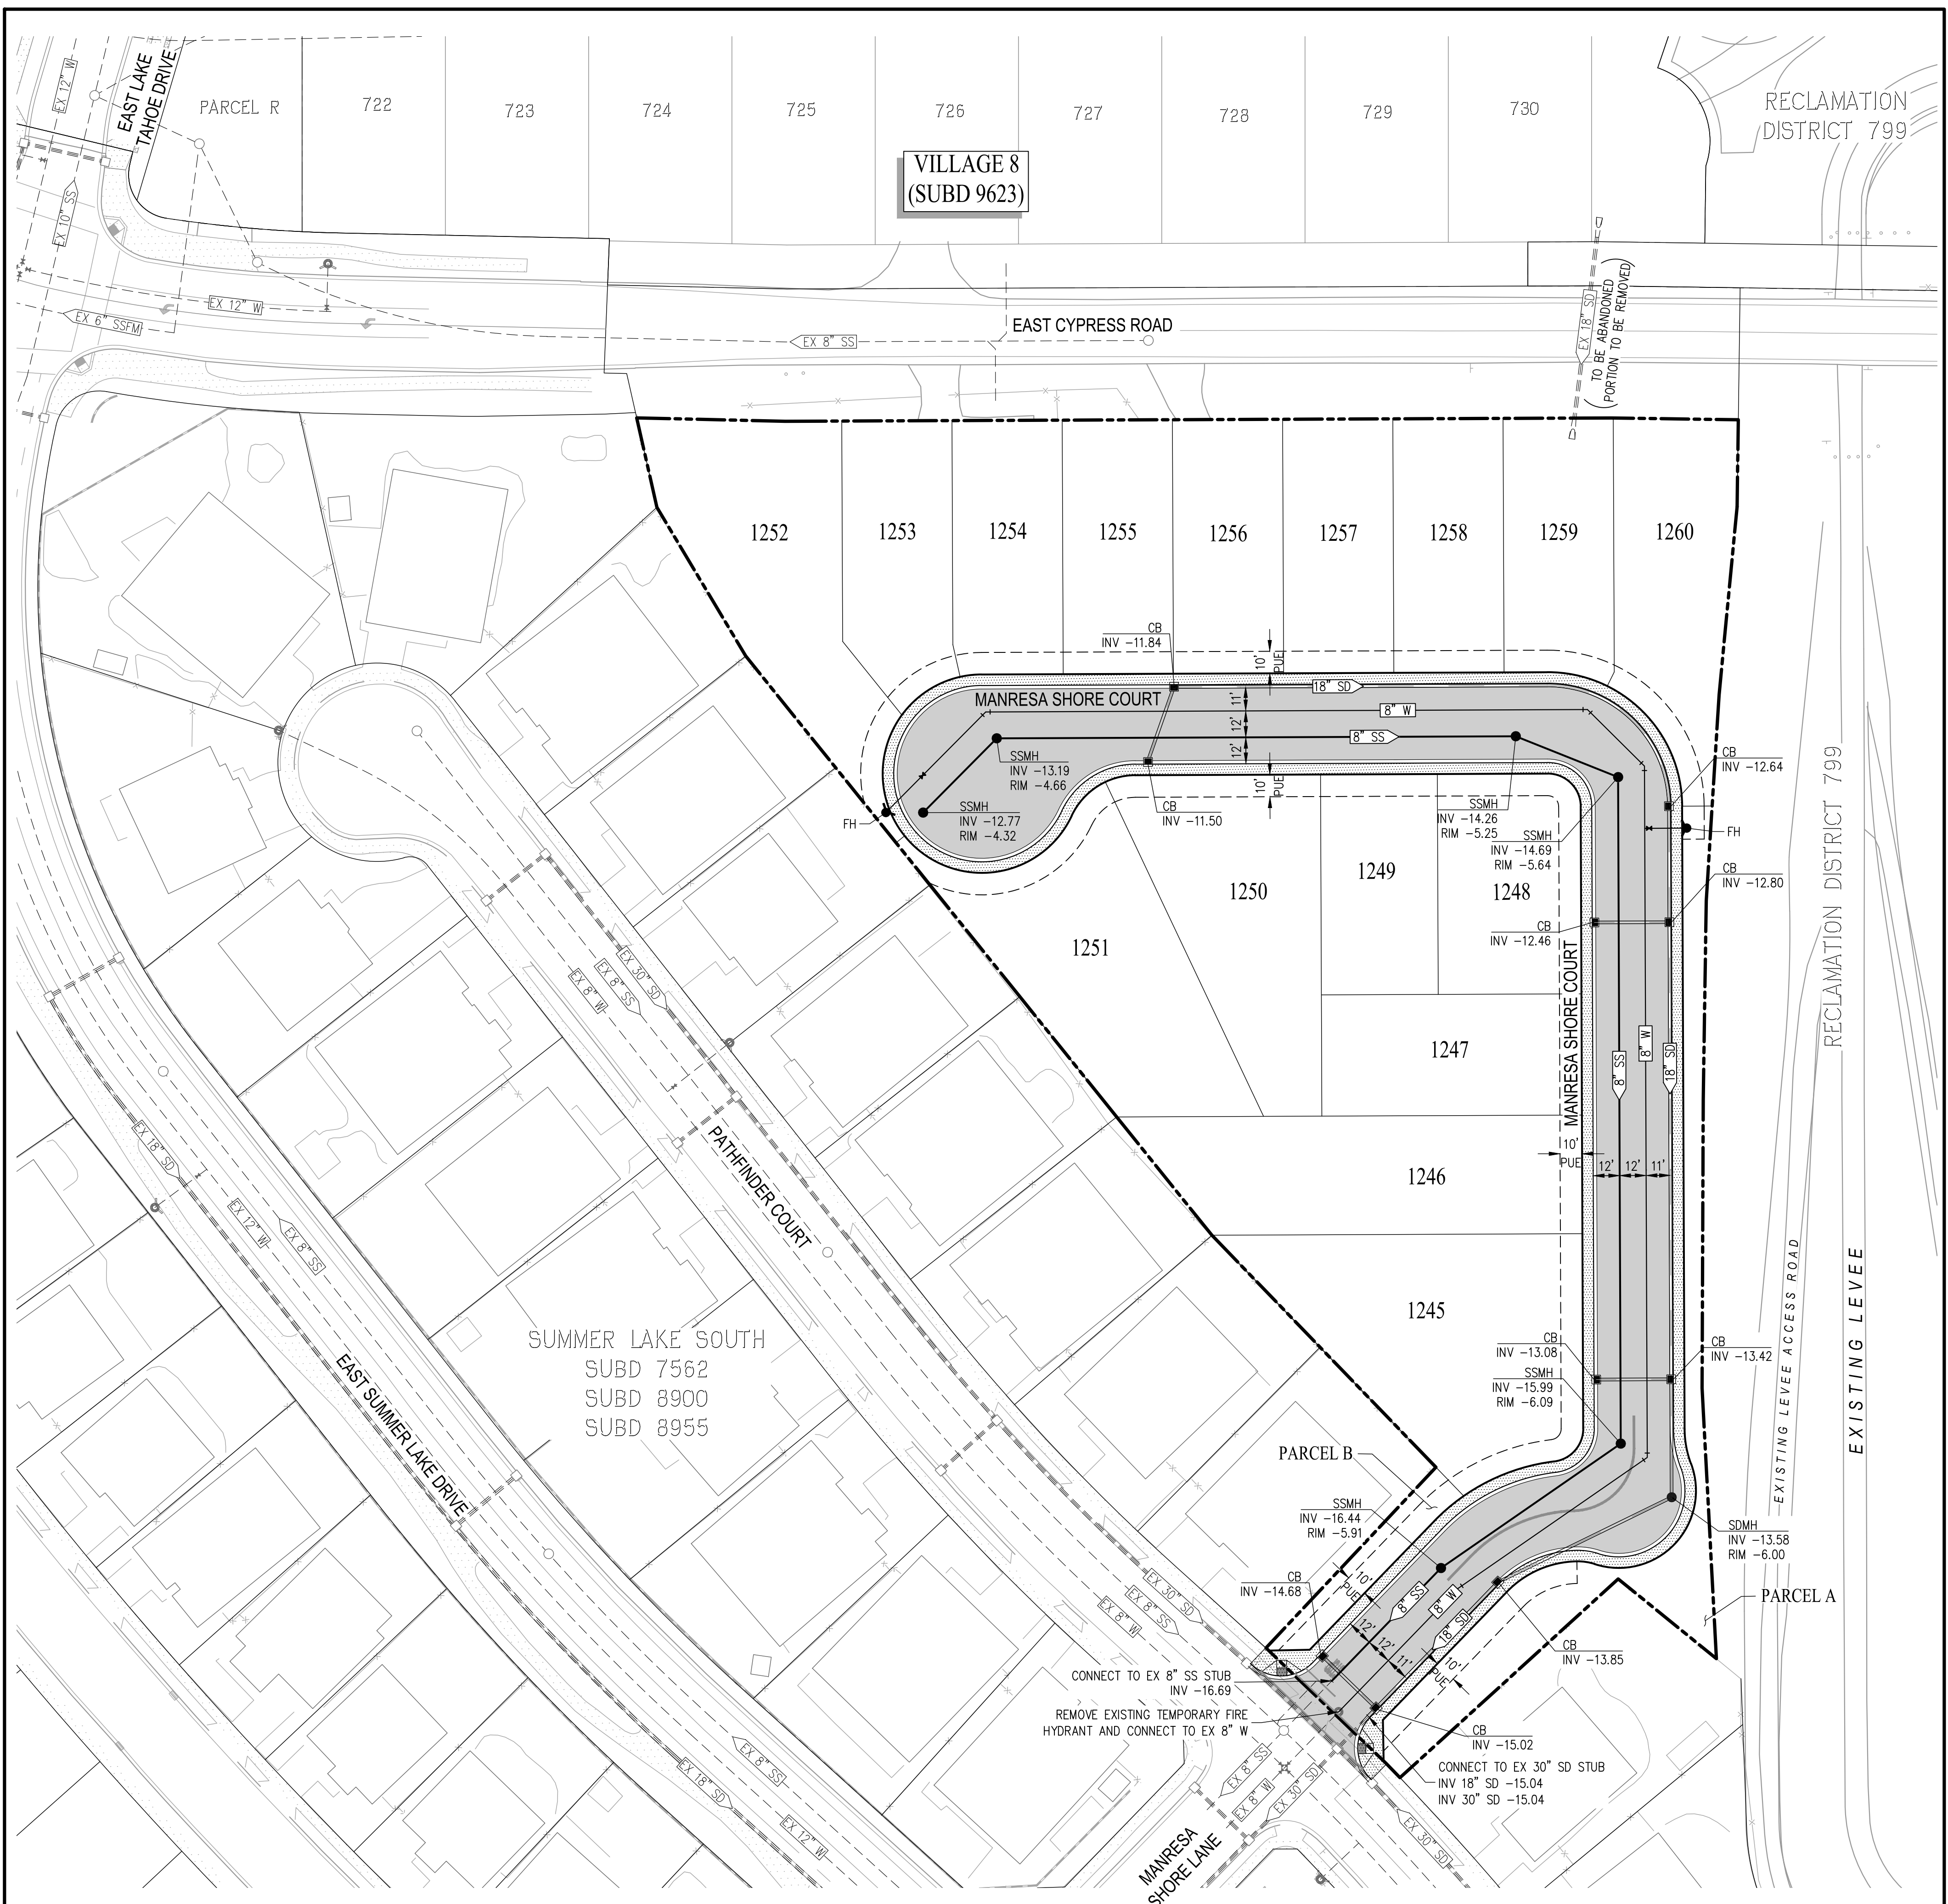 EAST LAKE
TAHOE DRIVE
EX 12" W
EX 10" SS
PARCEL R
722
723
724
725
726
727
728
729
730
RECLAMATION
DISTRICT 799
VILLAGE 8
(SUBD 9623)
EX 12" W
EX 6" SSFM
EX 8" SS
EAST CYPRESS ROAD
EX 18" SD
TO BE ABANDONED
(PORTION TO BE REMOVED)
1252
1253
1254
1255
1256
1257
1258
1259
1260
CB
INV -11.84
10'
PUE
MANRESA SHORE COURT
18" SD
11'
12'
12'
8" W
8" SS
SSMH
INV -13.19
RIM -4.66
SSMH
INV -12.77
RIM -4.32
FH
CB
INV -11.50
10'
PUE
SSMH
INV -14.26
RIM -5.25
SSMH
INV -14.69
RIM -5.64
CB
INV -12.64
FH
CB
INV -12.80
CB
INV -12.46
1251
1250
1249
1248
1247
1246
1245
MANRESA SHORE COURT
8" SS
8" W
18" SD
10'
PUE
12'
12'
11'
RECLAMATION DISTRICT 799
EXISTING LEVEE ACCESS ROAD
EXISTING LEVEE
EX 30" SD
EX 8" SS
EX 8" W
PATHFINDER COURT
EX 18" SD
EX 12" W
EX 8" SS
EAST SUMMER LAKE DRIVE
SUMMER LAKE SOUTH
SUBD 7562
SUBD 8900
SUBD 8955
CB
INV -13.08
SSMH
INV -15.99
RIM -6.09
CB
INV -13.42
PARCEL B
SSMH
INV -16.44
RIM -5.91
SDMH
INV -13.58
RIM -6.00
PARCEL A
CB
INV -14.68
10'
PUE
8" SS
8" W
18" SD
12'
12'
11'
10'
PUE
CB
INV -13.85
EX 30" SD
EX 8" SS
EX 8" W
CONNECT TO EX 8" SS STUB
INV -16.69
REMOVE EXISTING TEMPORARY FIRE
HYDRANT AND CONNECT TO EX 8" W
CB
INV -15.02
CONNECT TO EX 30" SD STUB
INV 18" SD -15.04
INV 30" SD -15.04
EX 8" SS
EX 8" W
EX 30" SD
EX 30" SD
EX 18" SD
EX 8" SS
EX 12" W
MANRESA
SHORE LANE